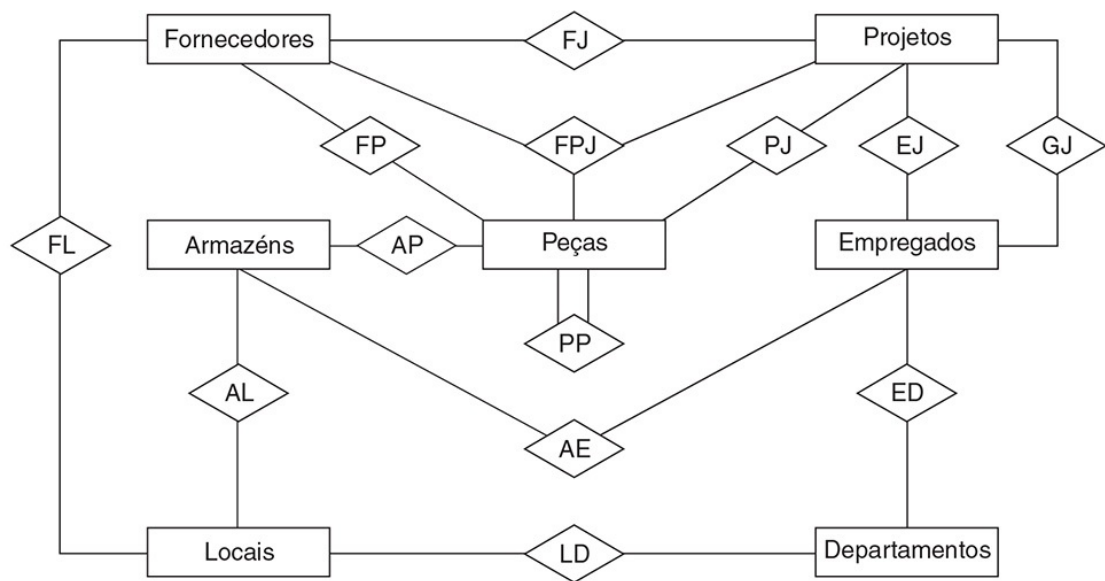 Fornecedores
FJ
Projetos
FP
FPJ
PJ
EJ
GJ
FL
Armazéns
AP
Peças
Empregados
PP
AL
ED
AE
Locais
LD
Departamentos